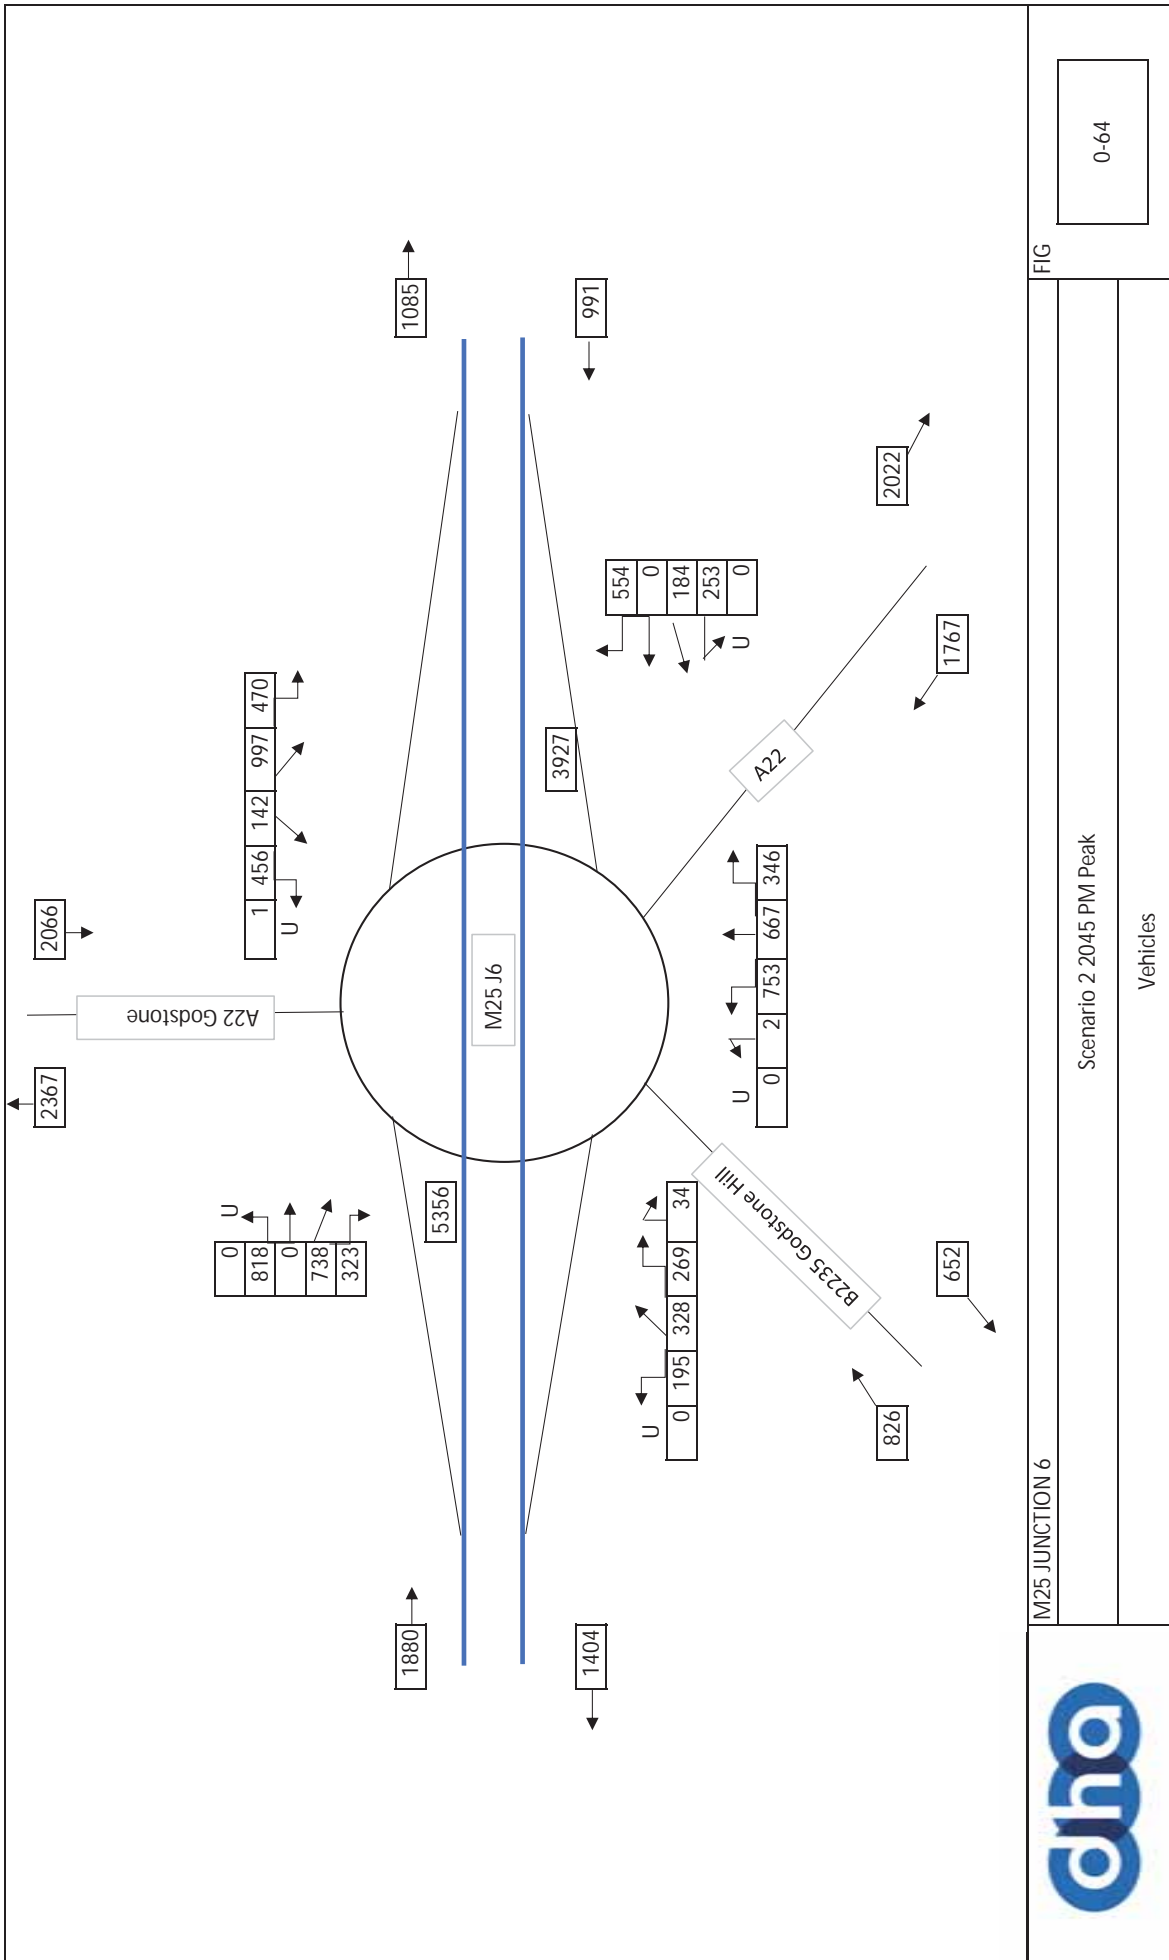 2367
2066
A22 Godstone
0
U
818
0
738
323
1 456 142 997 470
U
1880
1085
5356
M25 J6
3927
1404
991
554
0
184
253
0
U
U
0 195 328 269 34
U
0 2 753 667 346
A22
B2235 Godstone Hill
826
2022
652
1767
M25 JUNCTION 6
FIG
0-64
Scenario 2 2045 PM Peak
Vehicles
dha